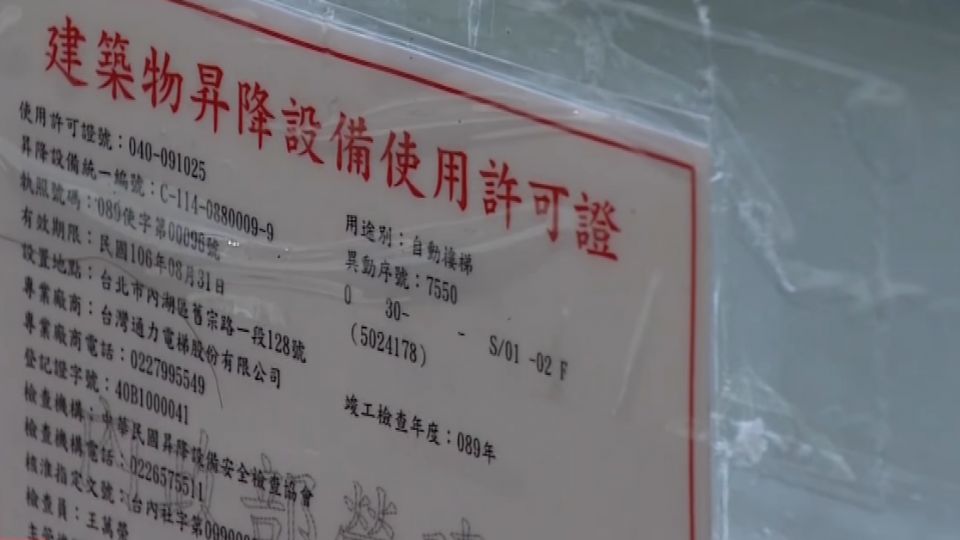 建築物昇降設備使用許可證
使用許可證號：040-091025
昇降設備統一編號：C-114-0880009-9
執照號碼：089使字第00096號
有效期限：民國106年08月31日
設置地點：台北市內湖區舊宗路一段128號
專業廠商：台灣通力電梯股份有限公司
專業廠商電話：0227995549
登記證字號：40B1000041
檢查機構：中華民國昇降設備安全檢查協會
檢查機構電話：0226575511
核准指定文號：台內社字第099000
檢查員：王萬榮
用途別：自動樓梯
異動序號：7550
0 30- - S/01 -02 F
(5024178)
竣工檢查年度：089年